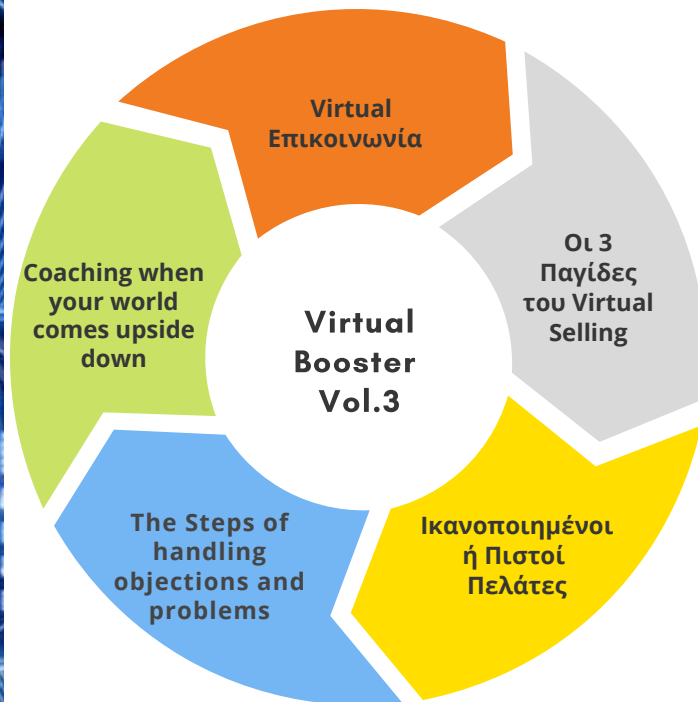 Virtual
Επικοινωνία
Οι 3
Παγίδες
του Virtual
Selling
Ικανοποιημένοι
ή Πιστοί
Πελάτες
The Steps of
handling
objections and
problems
Coaching when
your world
comes upside
down
Virtual
Booster
Vol.3